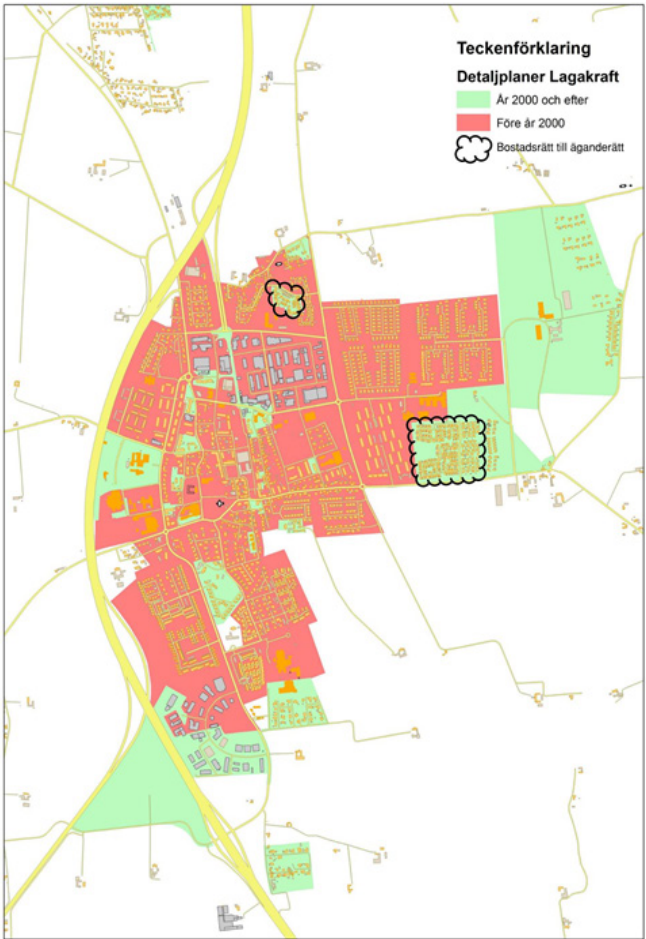 Teckenförklaring
Detaljplaner Lagakraft
År 2000 och efter
Före år 2000
Bostadsrätt till äganderätt